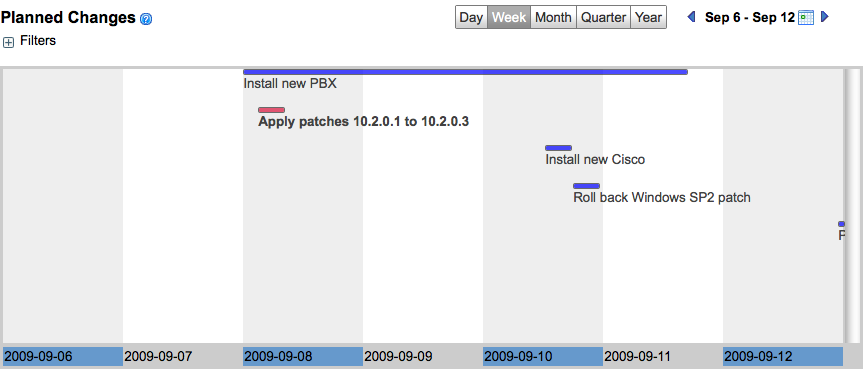 Planned Changes
Day Week Month Quarter Year
Sep 6 - Sep 12
Filters
Install new PBX
Apply patches 10.2.0.1 to 10.2.0.3
Install new Cisco
Roll back Windows SP2 patch
2009-09-06 2009-09-07 2009-09-08 2009-09-09 2009-09-10 2009-09-11 2009-09-12